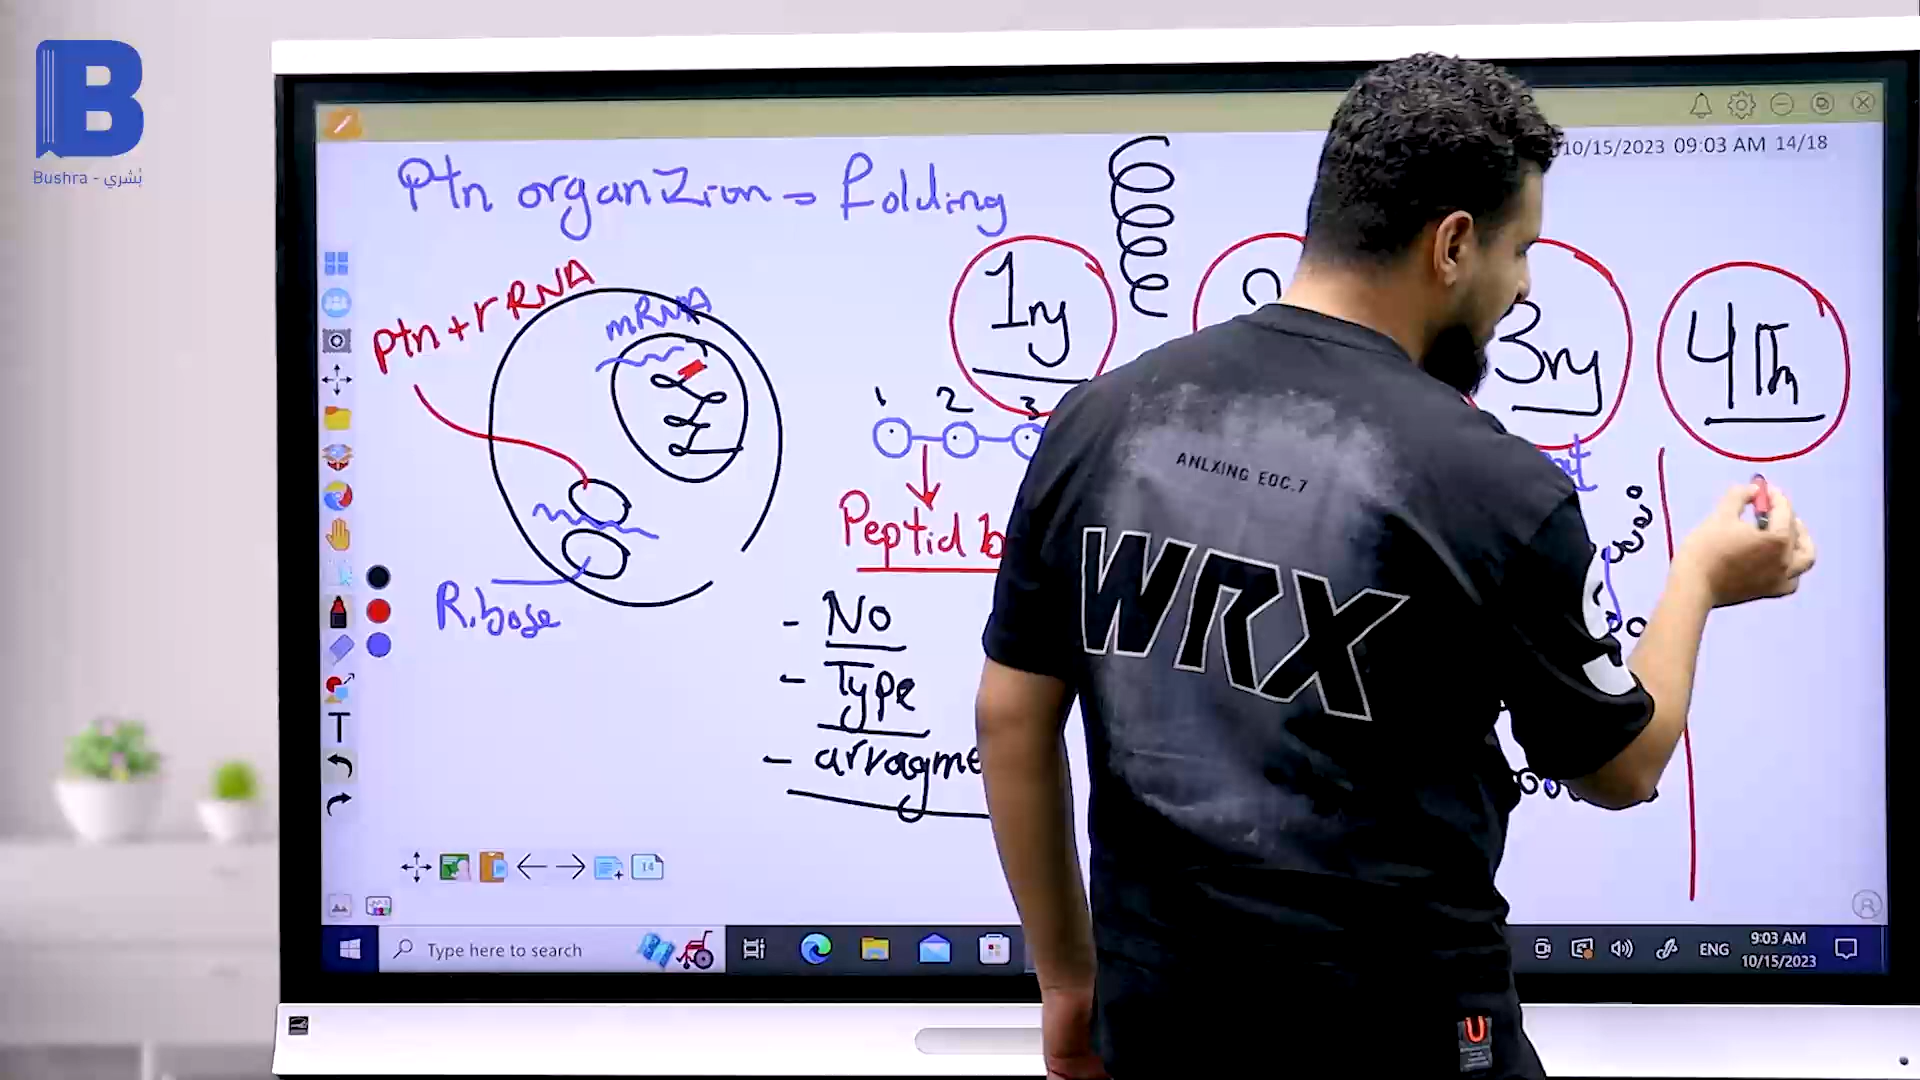 B
Bushra - بُشري
10/15/2023 09:03 AM 14/18
Ptn organZion = folding
Ptn + rRNA
mRNA
1ry
3ry
4th
1 2 3
Peptid b
R.bose
- No
- Type
- arragme
ANLXING EOC.7
WRX
T
14
Type here to search
ENG
9:03 AM
10/15/2023
U